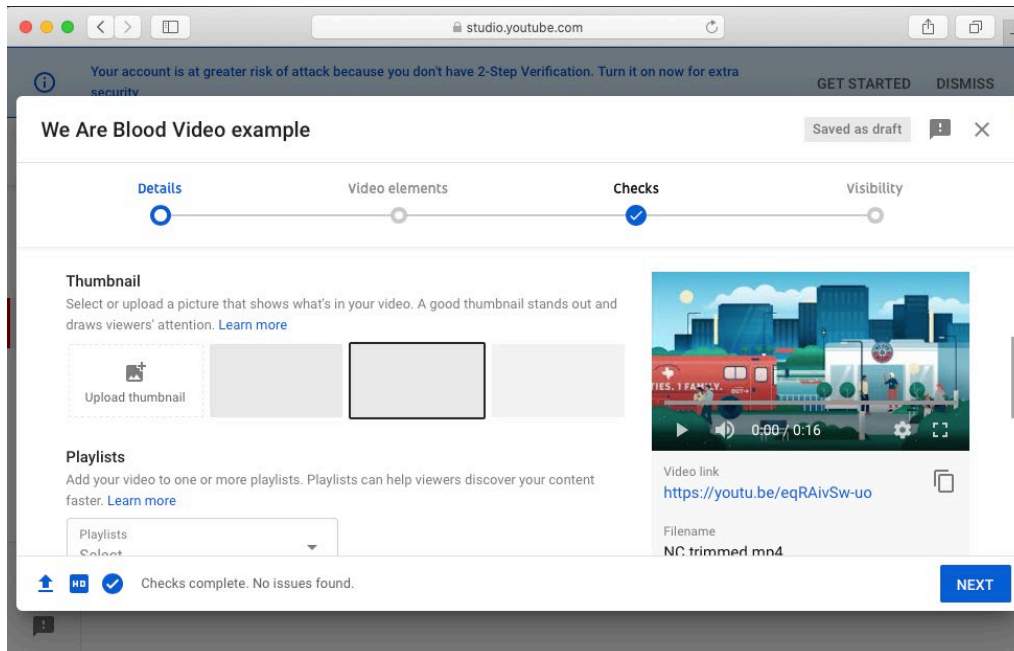 studio.youtube.com
Your account is at greater risk of attack because you don't have 2-Step Verification. Turn it on now for extra
security
GET STARTED DISMISS
We Are Blood Video example
Saved as draft
Details Video elements Checks Visibility
Thumbnail
Select or upload a picture that shows what's in your video. A good thumbnail stands out and
draws viewers' attention. Learn more
Upload thumbnail
Playlists
Add your video to one or more playlists. Playlists can help viewers discover your content
faster. Learn more
Playlists
Select
TIES. 1 FAMILY.
0:00 / 0:16
Video link
https://youtu.be/eqRAivSw-uo
Filename
NC trimmed.mp4
HD
Checks complete. No issues found.
NEXT